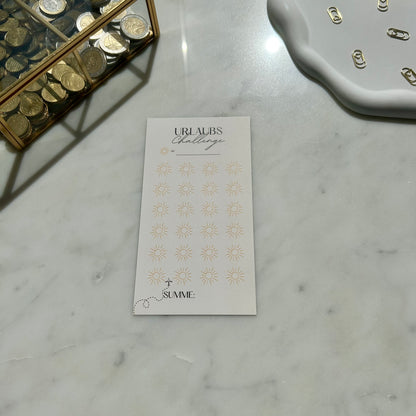 URLAUBS
Challenge
=
SUMME: